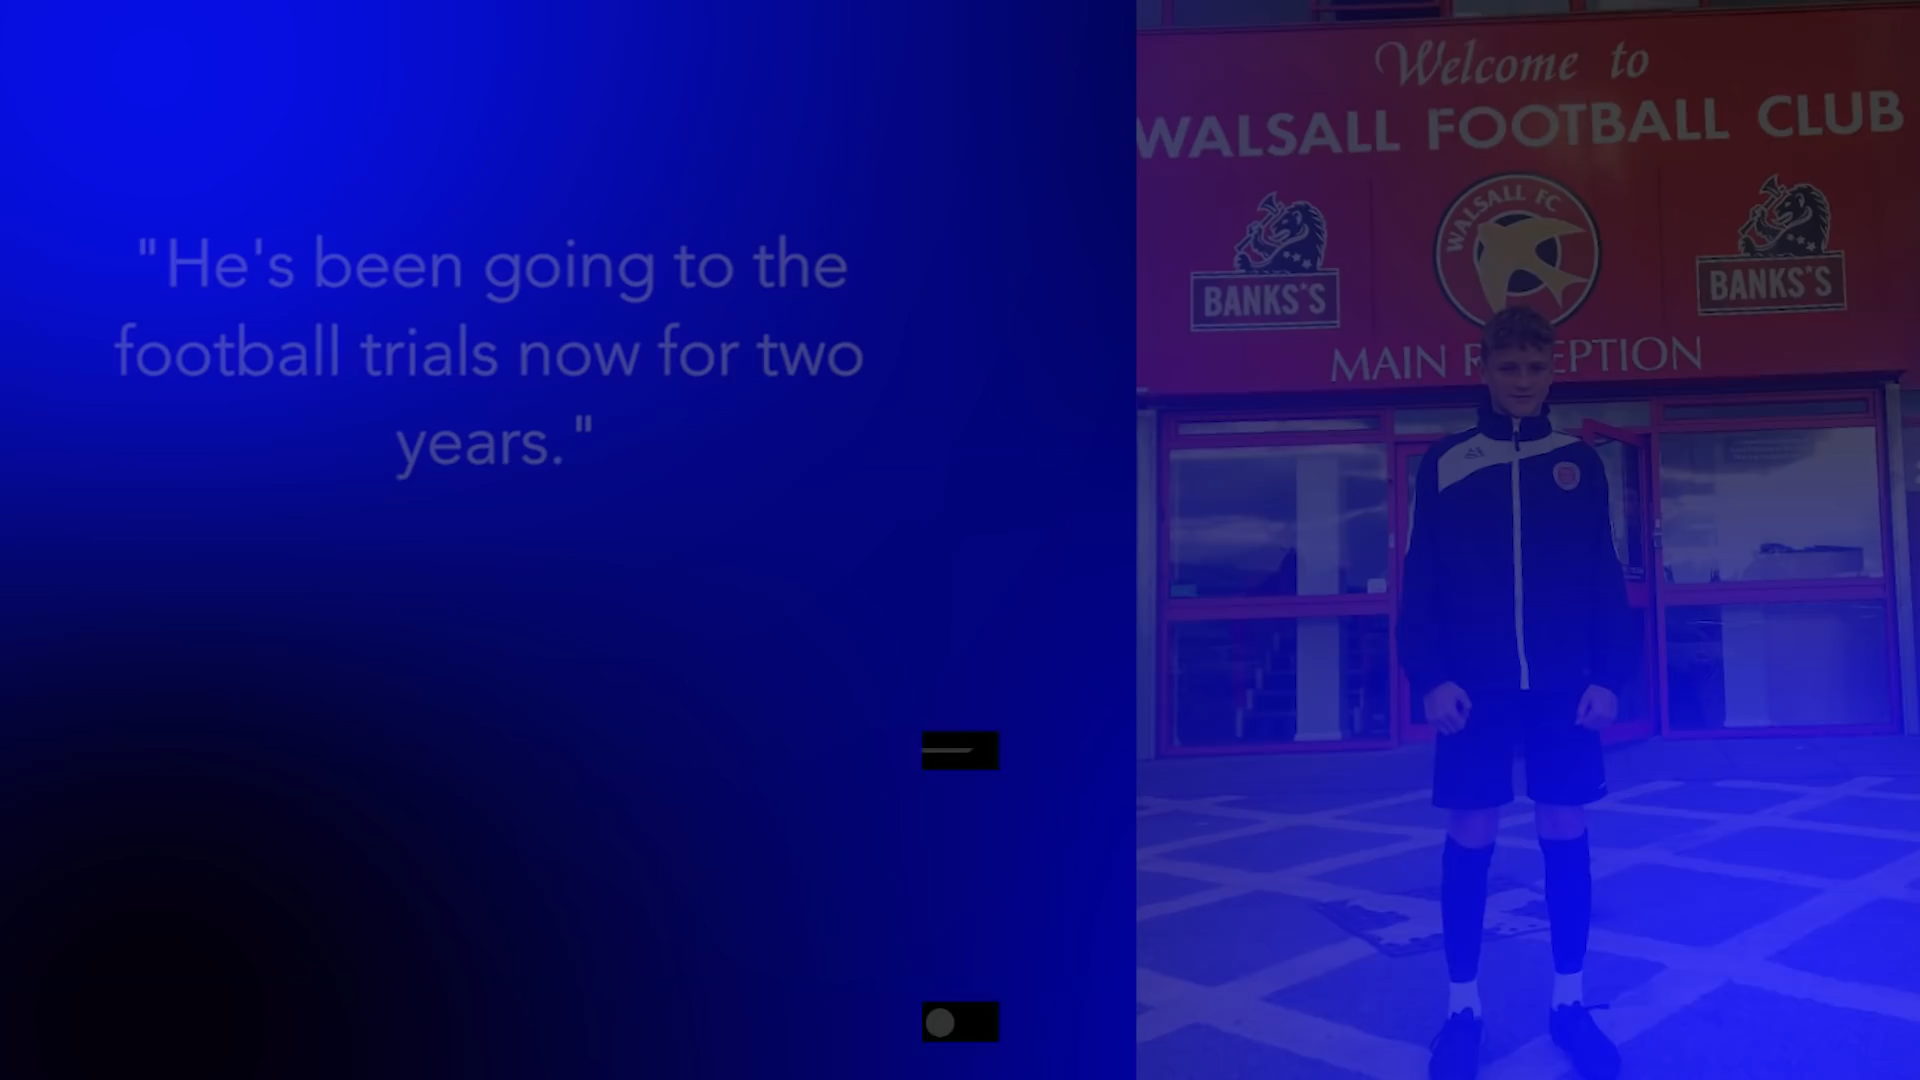 "He's been going to the
football trials now for two
years."
Welcome to
WALSALL FOOTBALL CLUB
WALSALL FC
BANKS'S
BANKS'S
MAIN R EPTION